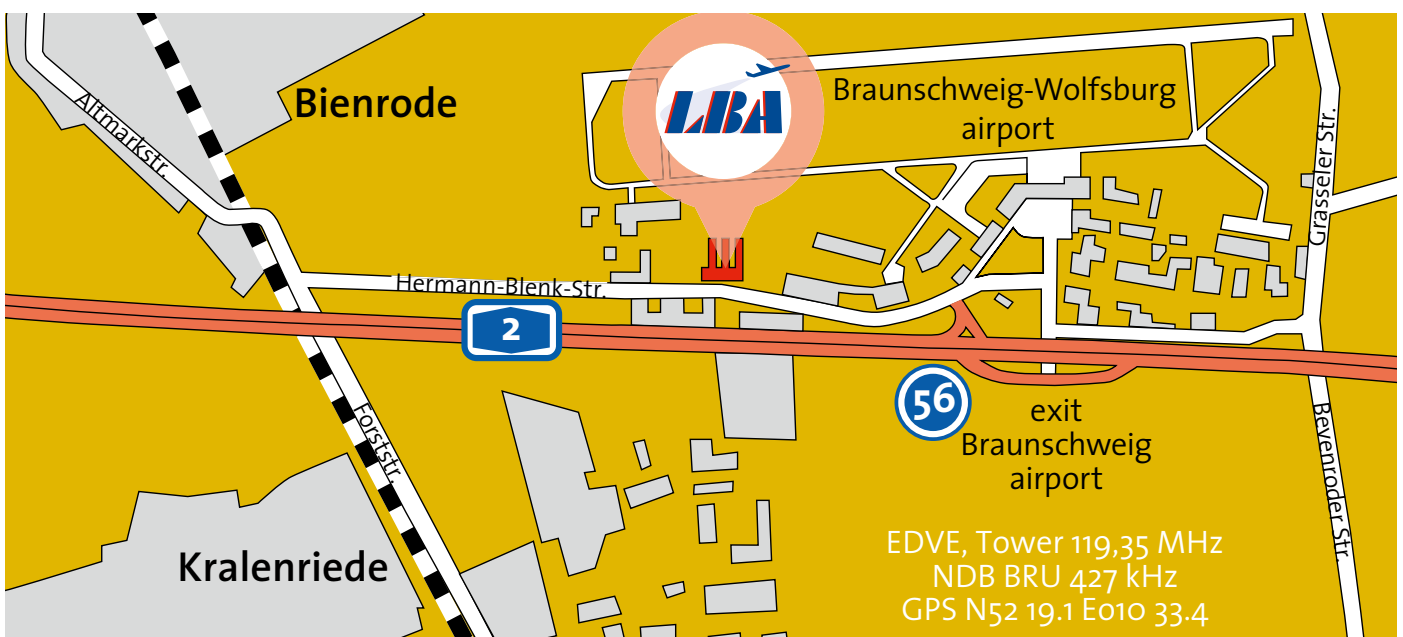 Bienrode
LBA
Braunschweig-Wolfsburg
airport
Altmarkstr.
Grasseler Str.
Hermann-Blenk-Str.
2
56
exit
Braunschweig
airport
Forststr.
Bevenroder Str.
Kralenriede
EDVE, Tower 119,35 MHz
NDB BRU 427 kHz
GPS N52 19.1 E010 33.4